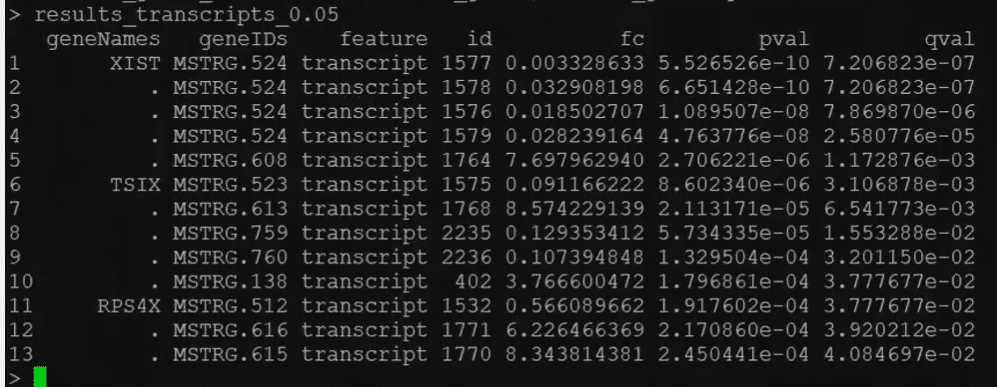 > results_transcripts_0.05
geneNames geneIDs feature id fc pval qval
1 XIST MSTRG.524 transcript 1577 0.003328633 5.526526e-10 7.206823e-07
2 . MSTRG.524 transcript 1578 0.032908198 6.651428e-10 7.206823e-07
3 . MSTRG.524 transcript 1576 0.018502707 1.089507e-08 7.869870e-06
4 . MSTRG.524 transcript 1579 0.028239164 4.763776e-08 2.580776e-05
5 . MSTRG.608 transcript 1764 7.697962940 2.706221e-06 1.172876e-03
6 TSIX MSTRG.523 transcript 1575 0.091166222 8.602340e-06 3.106878e-03
7 . MSTRG.613 transcript 1768 8.574229139 2.113171e-05 6.541773e-03
8 . MSTRG.759 transcript 2235 0.129353412 5.734335e-05 1.553288e-02
9 . MSTRG.760 transcript 2236 0.107394848 1.329504e-04 3.201150e-02
10 . MSTRG.138 transcript 402 3.766600472 1.796861e-04 3.777677e-02
11 RPS4X MSTRG.512 transcript 1532 0.566089662 1.917602e-04 3.777677e-02
12 . MSTRG.616 transcript 1771 6.226466369 2.170860e-04 3.920212e-02
13 . MSTRG.615 transcript 1770 8.343814381 2.450441e-04 4.084697e-02
>